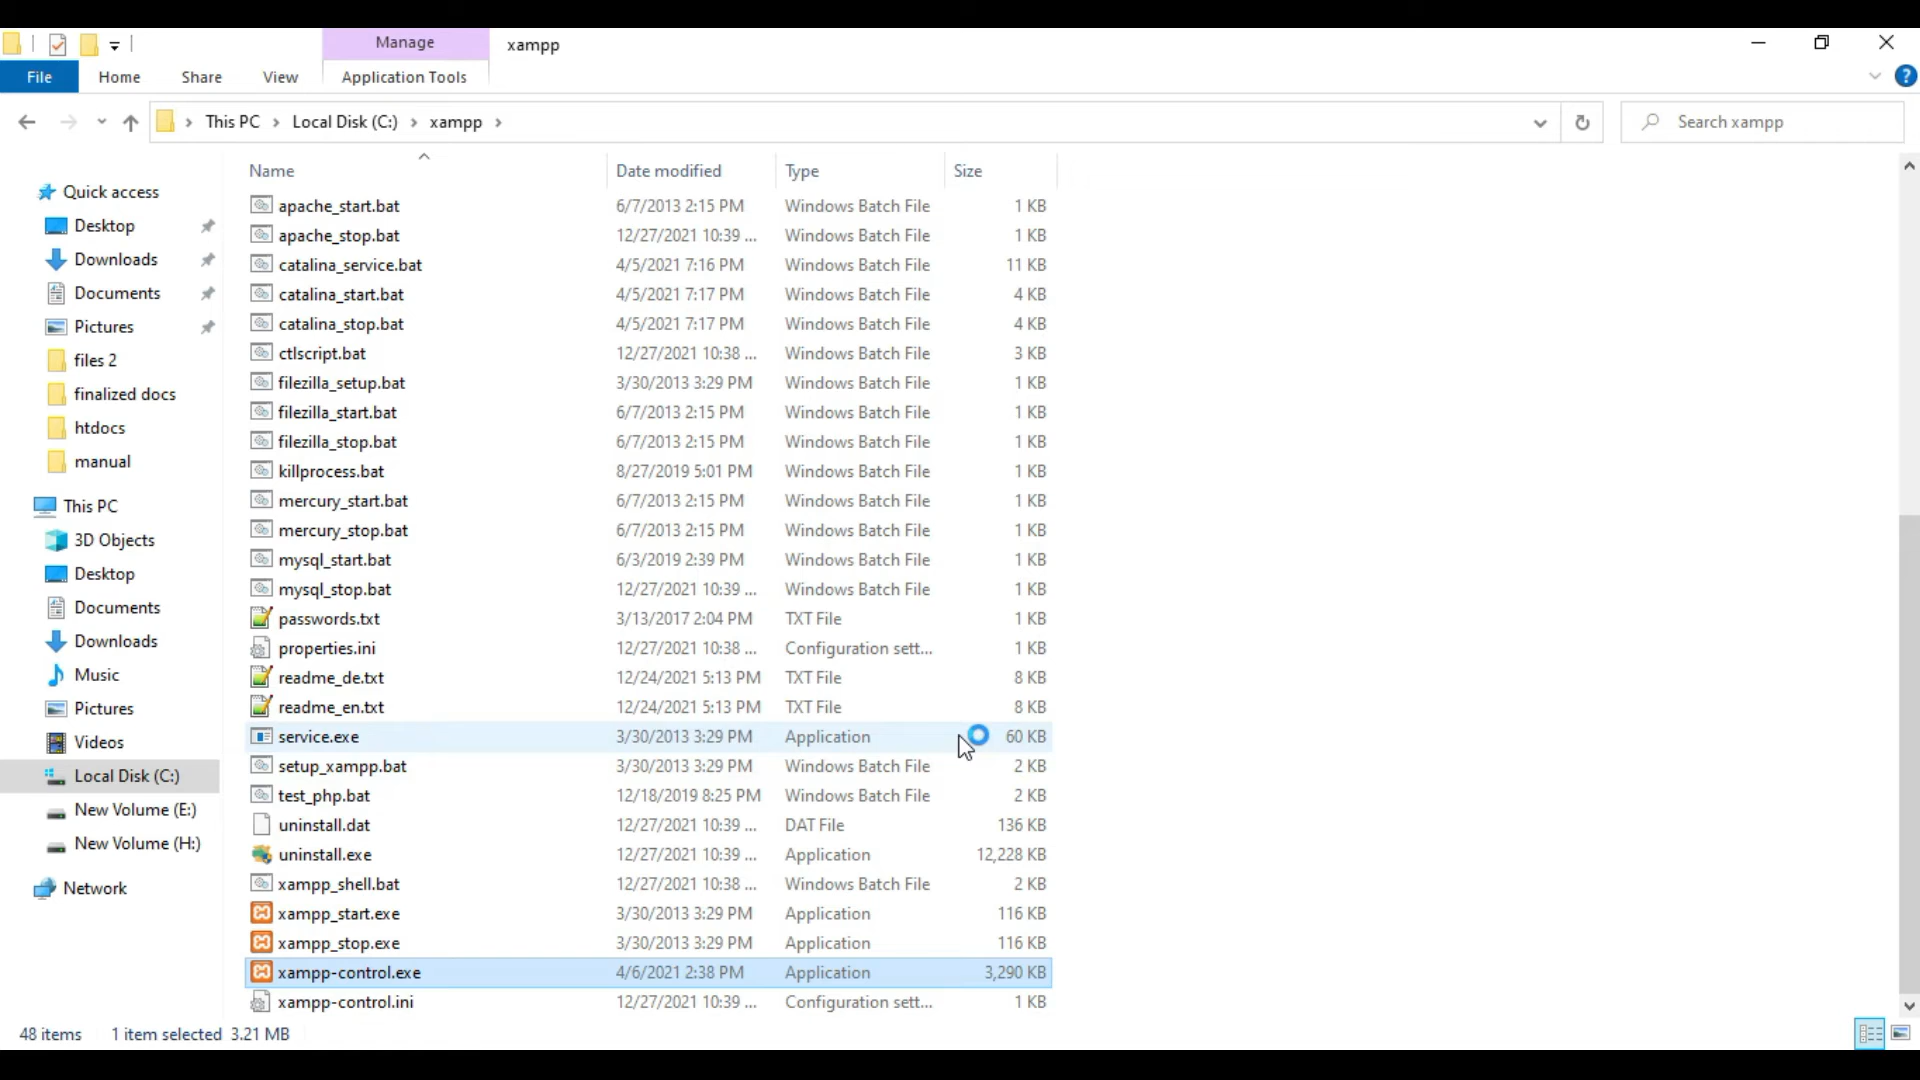 Manage
xampp
File
Home
Share
View
Application Tools
This PC
Local Disk (C:)
xampp
Search xampp
Name
Date modified
Type
Size
Quick access
Desktop
Downloads
Documents
Pictures
files 2
finalized docs
htdocs
manual
This PC
3D Objects
Desktop
Documents
Downloads
Music
Pictures
Videos
Local Disk (C:)
New Volume (E:)
New Volume (H:)
Network
apache_start.bat 6/7/2013 2:15 PM Windows Batch File 1 KB
apache_stop.bat 12/27/2021 10:39 ... Windows Batch File 1 KB
catalina_service.bat 4/5/2021 7:16 PM Windows Batch File 11 KB
catalina_start.bat 4/5/2021 7:17 PM Windows Batch File 4 KB
catalina_stop.bat 4/5/2021 7:17 PM Windows Batch File 4 KB
ctlscript.bat 12/27/2021 10:38 ... Windows Batch File 3 KB
filezilla_setup.bat 3/30/2013 3:29 PM Windows Batch File 1 KB
filezilla_start.bat 6/7/2013 2:15 PM Windows Batch File 1 KB
filezilla_stop.bat 6/7/2013 2:15 PM Windows Batch File 1 KB
killprocess.bat 8/27/2019 5:01 PM Windows Batch File 1 KB
mercury_start.bat 6/7/2013 2:15 PM Windows Batch File 1 KB
mercury_stop.bat 6/7/2013 2:15 PM Windows Batch File 1 KB
mysql_start.bat 6/3/2019 2:39 PM Windows Batch File 1 KB
mysql_stop.bat 12/27/2021 10:39 ... Windows Batch File 1 KB
passwords.txt 3/13/2017 2:04 PM TXT File 1 KB
properties.ini 12/27/2021 10:38 ... Configuration sett... 1 KB
readme_de.txt 12/24/2021 5:13 PM TXT File 8 KB
readme_en.txt 12/24/2021 5:13 PM TXT File 8 KB
service.exe 3/30/2013 3:29 PM Application 60 KB
setup_xampp.bat 3/30/2013 3:29 PM Windows Batch File 2 KB
test_php.bat 12/18/2019 8:25 PM Windows Batch File 2 KB
uninstall.dat 12/27/2021 10:39 ... DAT File 136 KB
uninstall.exe 12/27/2021 10:39 ... Application 12,228 KB
xampp_shell.bat 12/27/2021 10:38 ... Windows Batch File 2 KB
xampp_start.exe 3/30/2013 3:29 PM Application 116 KB
xampp_stop.exe 3/30/2013 3:29 PM Application 116 KB
xampp-control.exe 4/6/2021 2:38 PM Application 3,290 KB
xampp-control.ini 12/27/2021 10:39 ... Configuration sett... 1 KB
48 items 1 item selected 3.21 MB